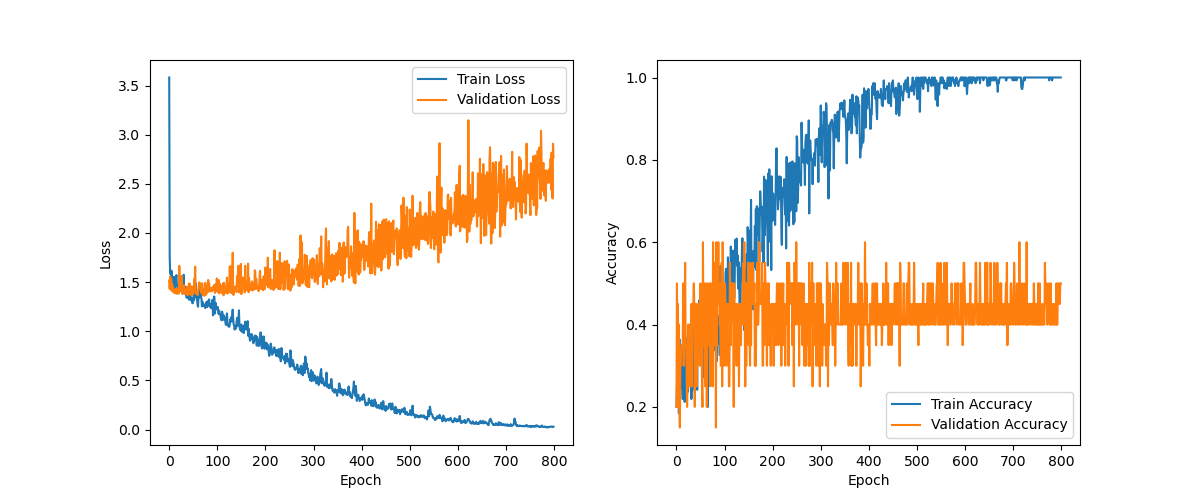 3.5
3.0
2.5
2.0
1.5
1.0
0.5
0.0
Loss
0 100 200 300 400 500 600 700 800
Epoch
Train Loss
Validation Loss
1.0
0.8
0.6
0.4
0.2
Accuracy
0 100 200 300 400 500 600 700 800
Epoch
Train Accuracy
Validation Accuracy